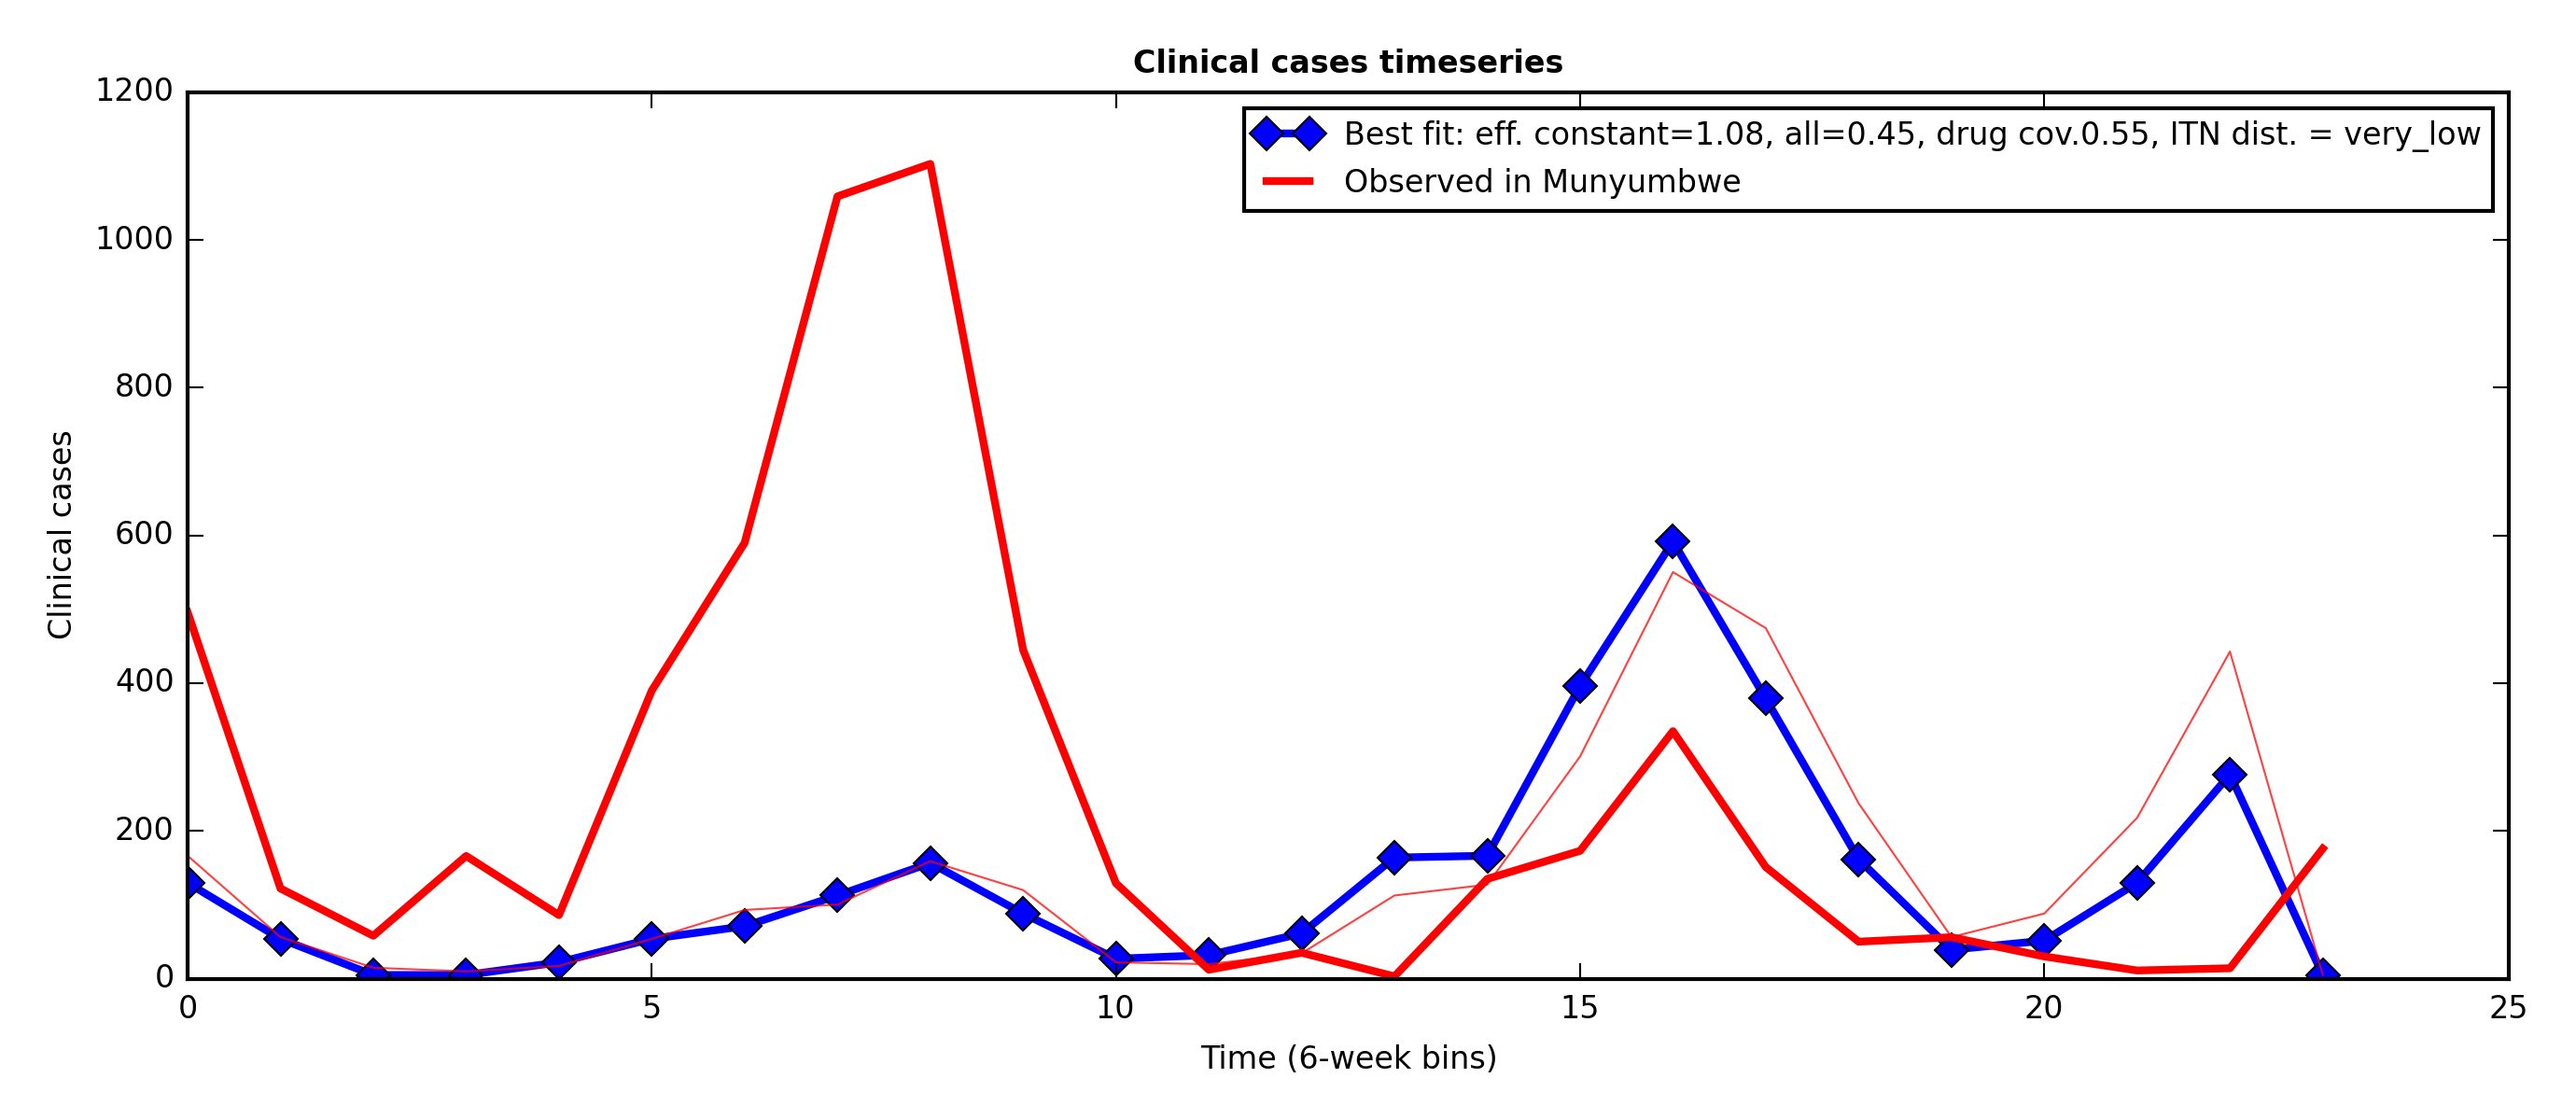 Clinical cases timeseries
1200
1000
800
600
400
200
0
Clinical cases
Best fit: eff. constant=1.08, all=0.45, drug cov.0.55, ITN dist. = very_low
Observed in Munyumbwe
0 5 10 15 20 25
Time (6-week bins)